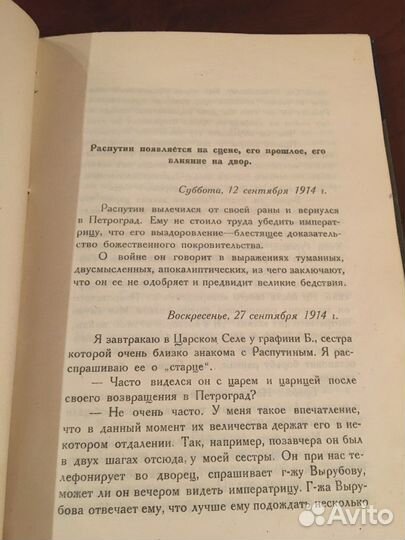 Распутин появляется на сцене, его прошлое, его
влияние на двор.
Суббота, 12 сентября 1914 г.
Распутин вылечился от своей раны и вернулся
в Петроград. Ему не стоило труда убедить императ-
рицу, что его выздоровление—блестящее доказатель-
ство божественного покровительства.
О войне он говорит в выражениях туманных,
двусмысленных, апокалиптических, из чего заключают,
что он ее не одобряет и предвидит великие бедствия.
Воскресенье, 27 сентября 1914 г.
Я завтракаю в Царском Селе у графини Б., сестра
которой очень близко знакома с Распутиным. Я рас-
спрашиваю ее о „старце".
— Часто виделся он с царем и царицей после
своего возвращения в Петроград?
— Не очень часто. У меня такое впечатление,
что в данный момент их величества держат его в не-
котором отдалении. Так, например, позавчера он был
в двух шагах отсюда, у моей сестры. Он при нас те-
лефонирует во дворец, спрашивает г-жу Вырубову,
может ли он вечером видеть императрицу. Г-жа Выру-
бова отвечает ему, что лучше ему подождать несколько
Avito